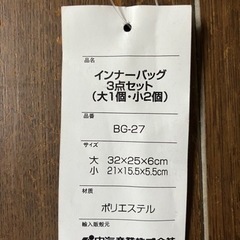 品名
インナーバッグ
3点セット
(大1個・小2個)
品番
BG-27
サイズ
大 32×25×6cm
小 21×15.5×5.5cm
材質
ポリエステル
輸入販売元